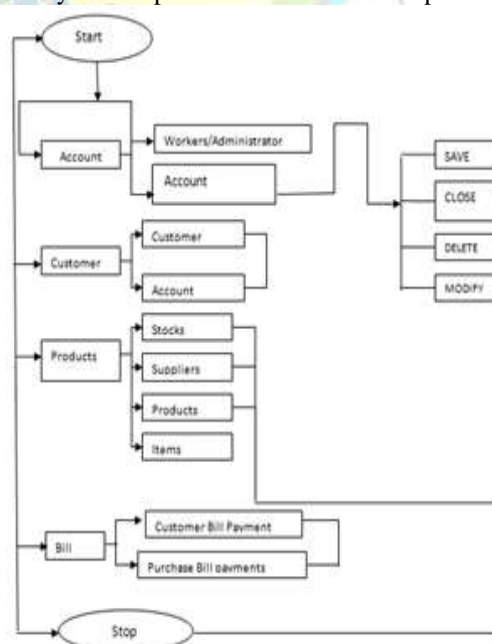 Start
Account
Workers/Administrator
Account
SAVE
CLOSE
DELETE
MODIFY
Customer
Customer
Account
Products
Stocks
Suppliers
Products
Items
Bill
Customer Bill Payment
Purchase Bill payments
Stop